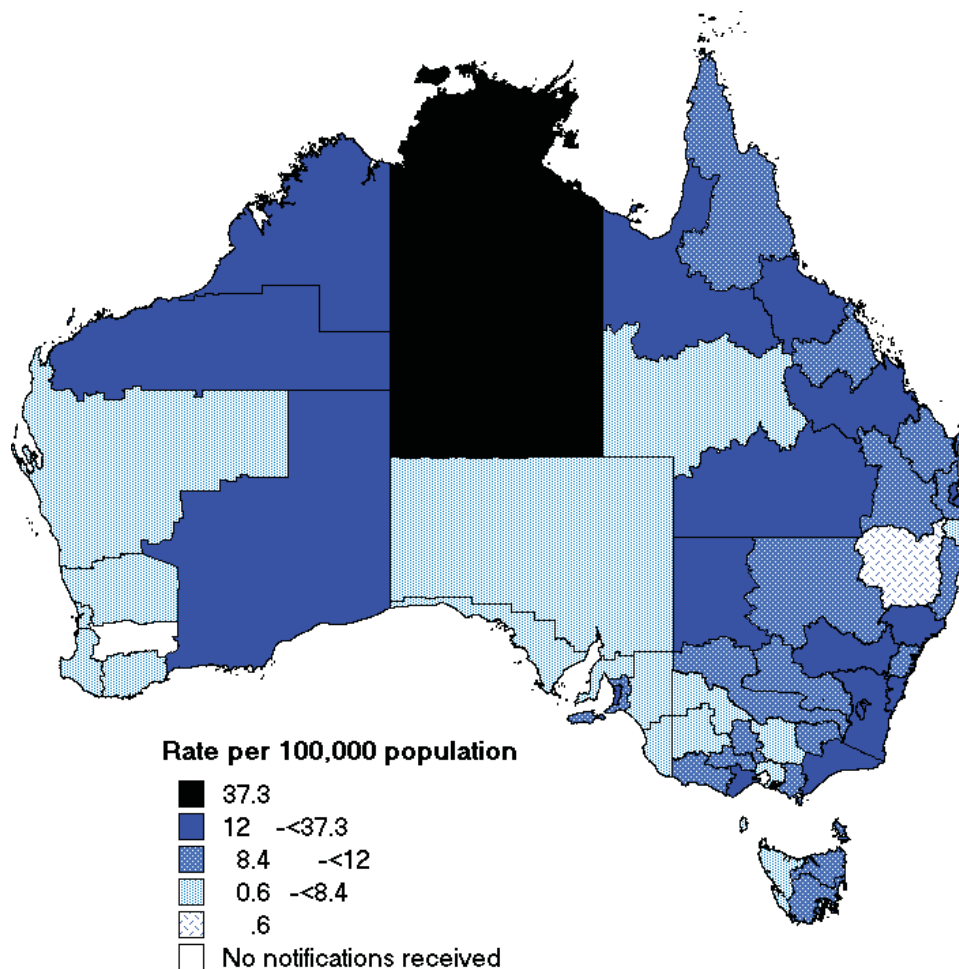 Rate per 100,000 population
37.3
12 -<37.3
8.4 -<12
0.6 -<8.4
.6
No notifications received